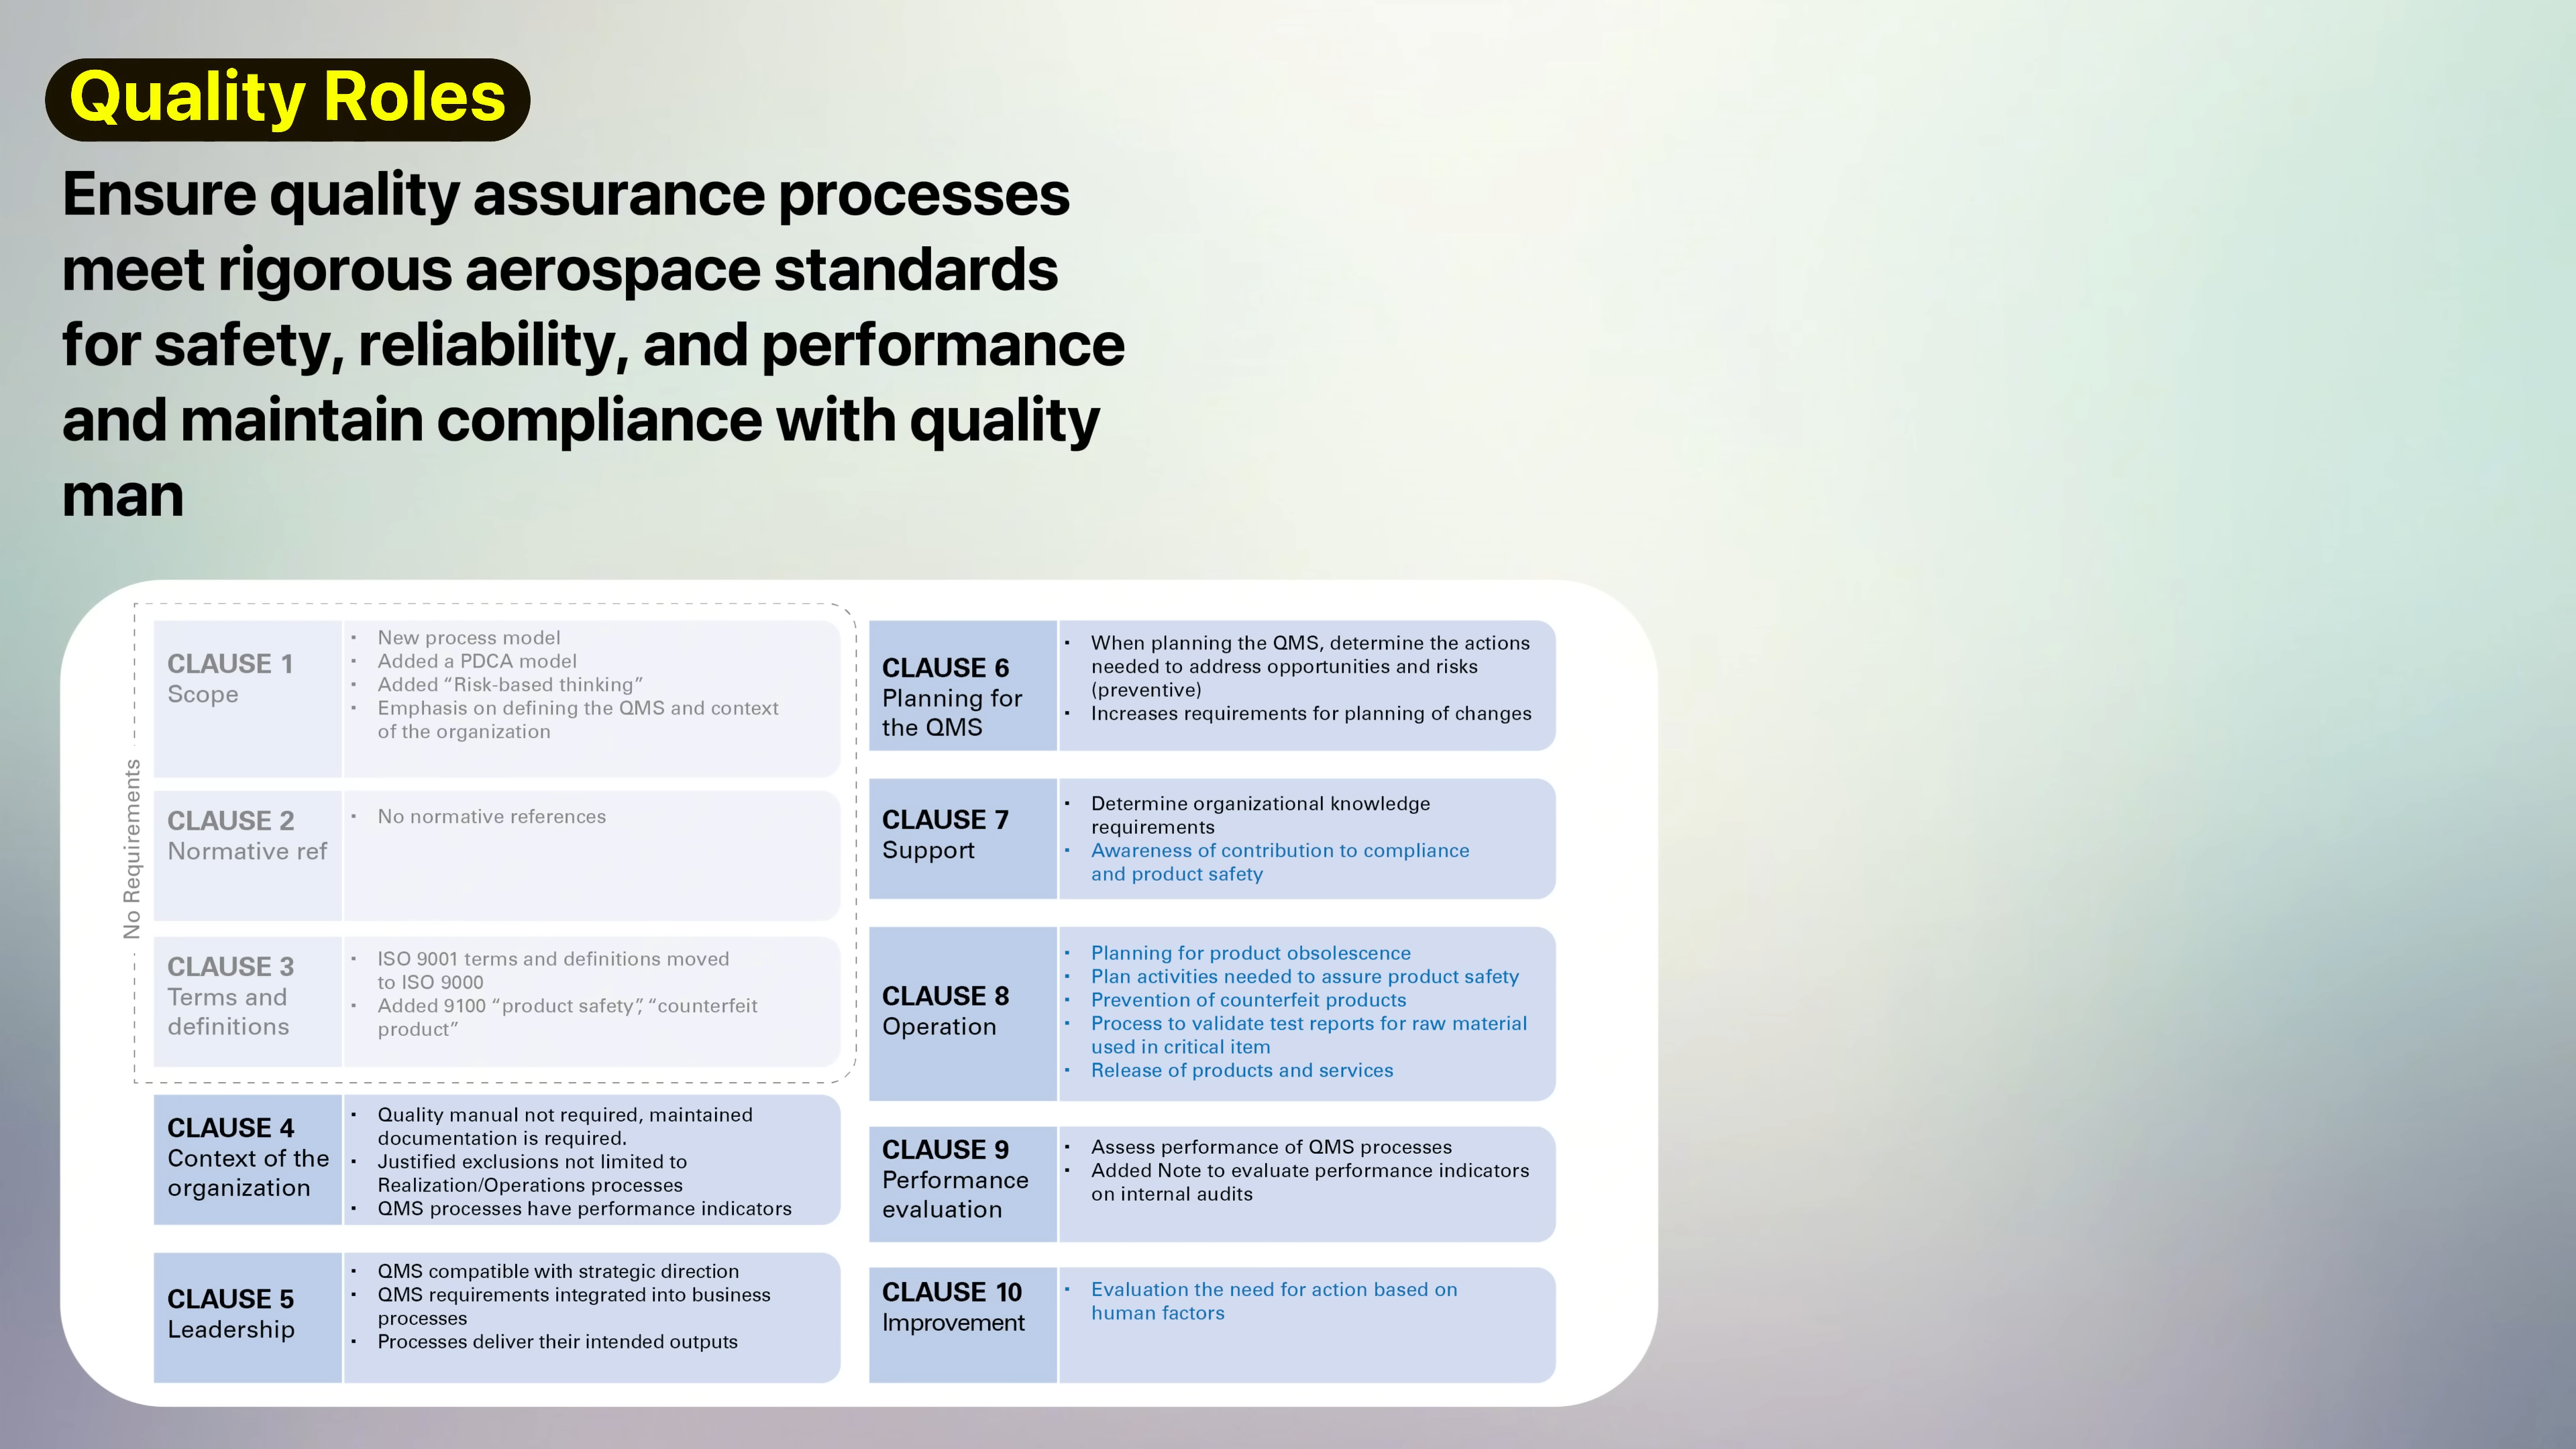 Quality Roles
Ensure quality assurance processes
meet rigorous aerospace standards
for safety, reliability, and performance
and maintain compliance with quality
man
No Requirements
CLAUSE 1
Scope
▪ New process model
▪ Added a PDCA model
▪ Added “Risk-based thinking”
▪ Emphasis on defining the QMS and context
of the organization
CLAUSE 2
Normative ref
▪ No normative references
CLAUSE 3
Terms and
definitions
▪ ISO 9001 terms and definitions moved
to ISO 9000
▪ Added 9100 “product safety”, “counterfeit
product”
CLAUSE 4
Context of the
organization
▪ Quality manual not required, maintained
documentation is required.
▪ Justified exclusions not limited to
Realization/Operations processes
▪ QMS processes have performance indicators
CLAUSE 5
Leadership
▪ QMS compatible with strategic direction
▪ QMS requirements integrated into business
processes
▪ Processes deliver their intended outputs
CLAUSE 6
Planning for
the QMS
▪ When planning the QMS, determine the actions
needed to address opportunities and risks
(preventive)
▪ Increases requirements for planning of changes
CLAUSE 7
Support
▪ Determine organizational knowledge
requirements
▪ Awareness of contribution to compliance
and product safety
CLAUSE 8
Operation
▪ Planning for product obsolescence
▪ Plan activities needed to assure product safety
▪ Prevention of counterfeit products
▪ Process to validate test reports for raw material
used in critical item
▪ Release of products and services
CLAUSE 9
Performance
evaluation
▪ Assess performance of QMS processes
▪ Added Note to evaluate performance indicators
on internal audits
CLAUSE 10
Improvement
▪ Evaluation the need for action based on
human factors